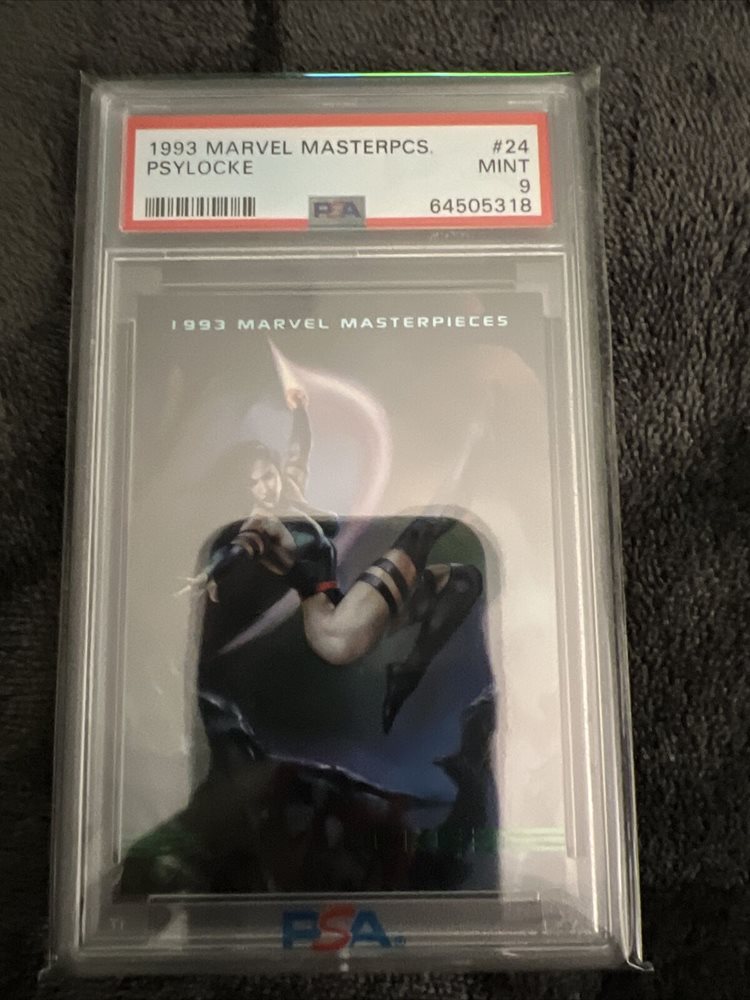 1993 MARVEL MASTERPCS. #24
PSYLOCKE MINT
9
PSA 64505318
1993 MARVEL MASTERPIECES
PSA®